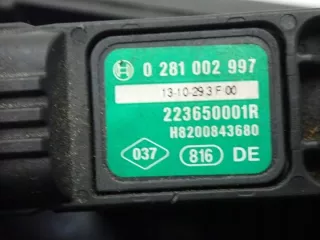 0 281 002 997
13-10-29 3 F 00
223650001R
H8200843680
037 816 DE